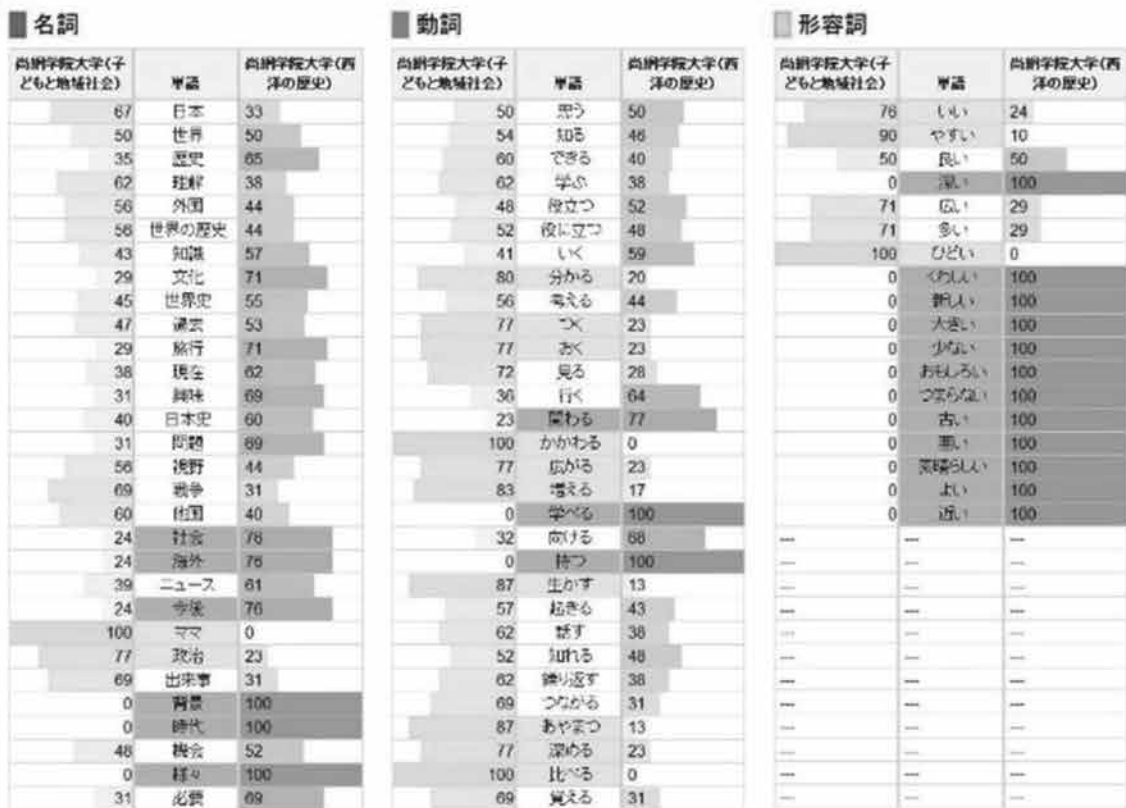 名詞
尚絅学院大学(子どもと地域社会) 単語 尚絅学院大学(西洋の歴史)
67 日本 33
50 世界 50
35 歴史 65
62 理解 38
56 外国 44
56 世界の歴史 44
43 知識 57
29 文化 71
45 世界史 55
47 過去 53
29 旅行 71
38 現在 62
31 興味 69
40 日本史 60
31 問題 69
56 視野 44
69 戦争 31
60 他国 40
24 社会 76
24 海外 76
39 ニュース 61
24 今後 76
100 ママ 0
77 政治 23
69 出来事 31
0 背景 100
0 時代 100
48 機会 52
0 様々 100
31 必要 69
動詞
尚絅学院大学(子どもと地域社会) 単語 尚絅学院大学(西洋の歴史)
50 思う 50
54 知る 46
60 できる 40
62 学ぶ 38
48 役立つ 52
52 役に立つ 48
41 いく 59
80 分かる 20
56 考える 44
77 つく 23
77 おく 23
72 見る 28
36 行く 64
23 関わる 77
100 かかわる 0
77 広がる 23
83 増える 17
0 学べる 100
32 向ける 68
0 持つ 100
87 生かす 13
57 起きる 43
62 話す 38
52 知れる 48
62 繰り返す 38
69 つながる 31
87 あやまつ 13
77 深める 23
100 比べる 0
69 覚える 31
形容詞
尚絅学院大学(子どもと地域社会) 単語 尚絅学院大学(西洋の歴史)
76 いい 24
90 やすい 10
50 良い 50
0 深い 100
71 広い 29
71 多い 29
100 ひどい 0
0 くわしい 100
0 新しい 100
0 大きい 100
0 少ない 100
0 おもしろい 100
0 つまらない 100
0 古い 100
0 悪い 100
0 素晴らしい 100
0 よい 100
0 近い 100
--- --- ---
--- --- ---
--- --- ---
--- --- ---
--- --- ---
--- --- ---
--- --- ---
--- --- ---
--- --- ---
--- --- ---
--- --- ---
--- --- ---